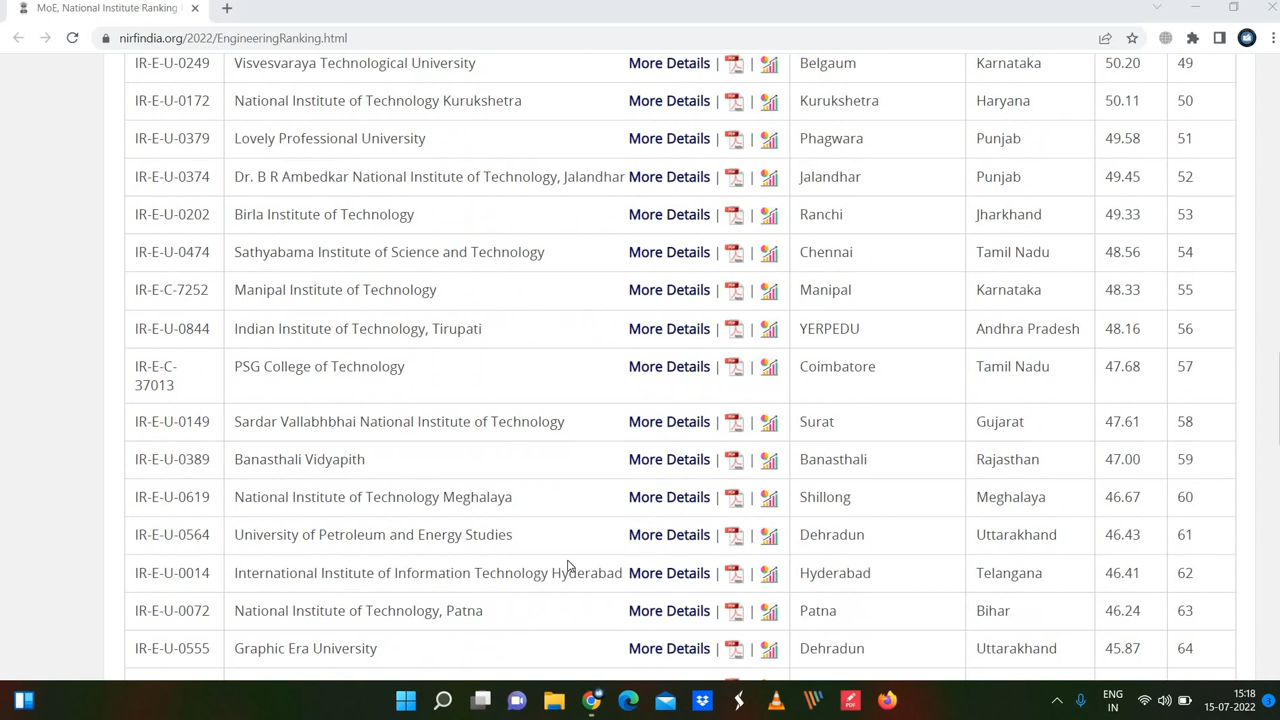 MoE, National Institute Ranking
nirfindia.org/2022/EngineeringRanking.html
IR-E-U-0249 Visvesvaraya Technological University More Details | | Belgaum Karnataka 50.20 49
IR-E-U-0172 National Institute of Technology Kurukshetra More Details | | Kurukshetra Haryana 50.11 50
IR-E-U-0379 Lovely Professional University More Details | | Phagwara Punjab 49.58 51
IR-E-U-0374 Dr. B R Ambedkar National Institute of Technology, Jalandhar More Details | | Jalandhar Punjab 49.45 52
IR-E-U-0202 Birla Institute of Technology More Details | | Ranchi Jharkhand 49.33 53
IR-E-U-0474 Sathyabama Institute of Science and Technology More Details | | Chennai Tamil Nadu 48.56 54
IR-E-C-7252 Manipal Institute of Technology More Details | | Manipal Karnataka 48.33 55
IR-E-U-0844 Indian Institute of Technology, Tirupati More Details | | YERPEDU Andhra Pradesh 48.16 56
IR-E-C- PSG College of Technology More Details | | Coimbatore Tamil Nadu 47.68 57
37013
IR-E-U-0149 Sardar Vallabhbhai National Institute of Technology More Details | | Surat Gujarat 47.61 58
IR-E-U-0389 Banasthali Vidyapith More Details | | Banasthali Rajasthan 47.00 59
IR-E-U-0619 National Institute of Technology Meghalaya More Details | | Shillong Meghalaya 46.67 60
IR-E-U-0564 University of Petroleum and Energy Studies More Details | | Dehradun Uttarakhand 46.43 61
IR-E-U-0014 International Institute of Information Technology Hyderabad More Details | | Hyderabad Telangana 46.41 62
IR-E-U-0072 National Institute of Technology, Patna More Details | | Patna Bihar 46.24 63
IR-E-U-0555 Graphic Era University More Details | | Dehradun Uttarakhand 45.87 64
ENG 15:18
IN 15-07-2022